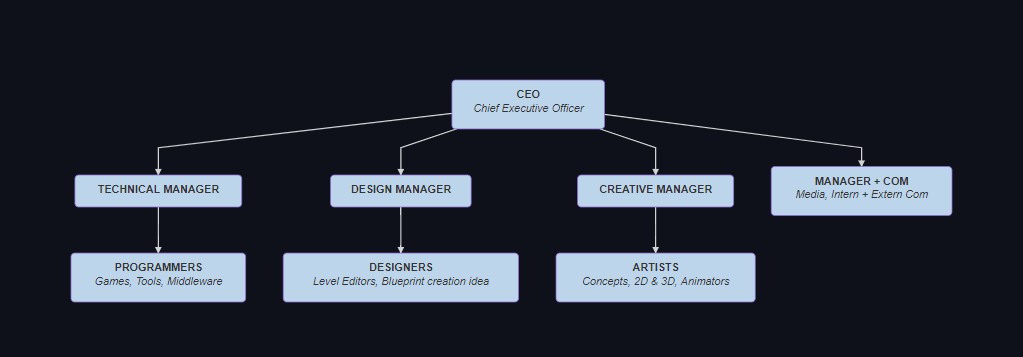 CEO
Chief Executive Officer
TECHNICAL MANAGER
DESIGN MANAGER
CREATIVE MANAGER
MANAGER + COM
Media, Intern + Extern Com
PROGRAMMERS
Games, Tools, Middleware
DESIGNERS
Level Editors, Blueprint creation idea
ARTISTS
Concepts, 2D & 3D, Animators